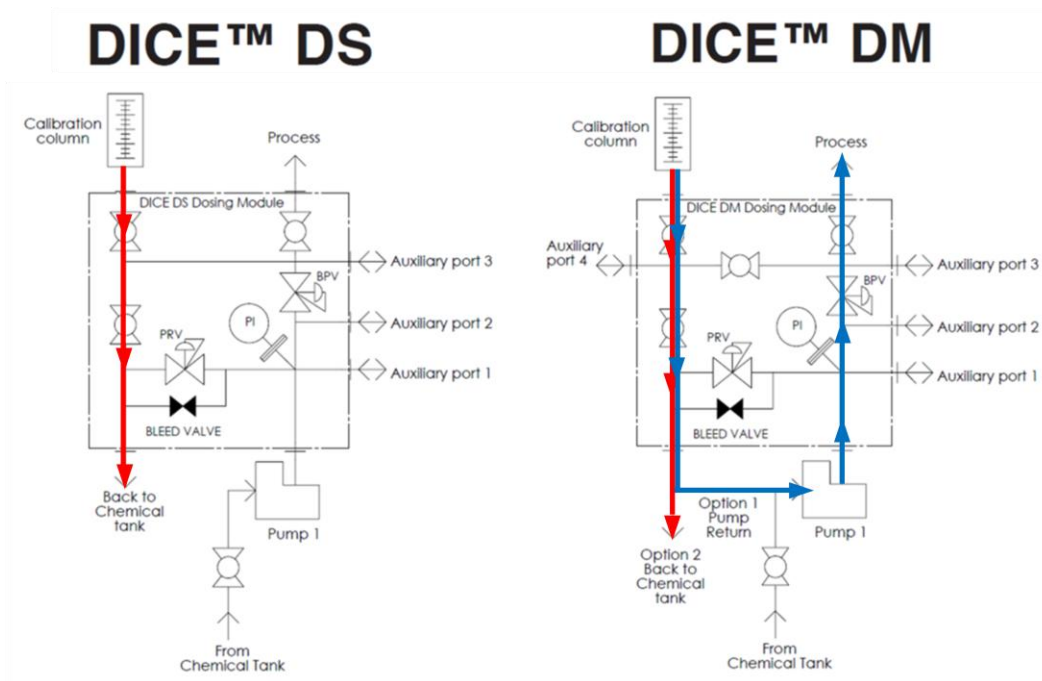 DICE™ DS
Calibration
column
Process
DICE DS Dosing Module
Auxiliary port 3
BPV
PI
Auxiliary port 2
PRV
Auxiliary port 1
BLEED VALVE
Back to
Chemical
tank
Pump 1
From
Chemical Tank
DICE™ DM
Calibration
column
Process
DICE DM Dosing Module
Auxiliary
port 4
Auxiliary port 3
BPV
PI
Auxiliary port 2
PRV
Auxiliary port 1
BLEED VALVE
Option 1
Pump
Return
Pump 1
Option 2
Back to
Chemical
tank
From
Chemical Tank